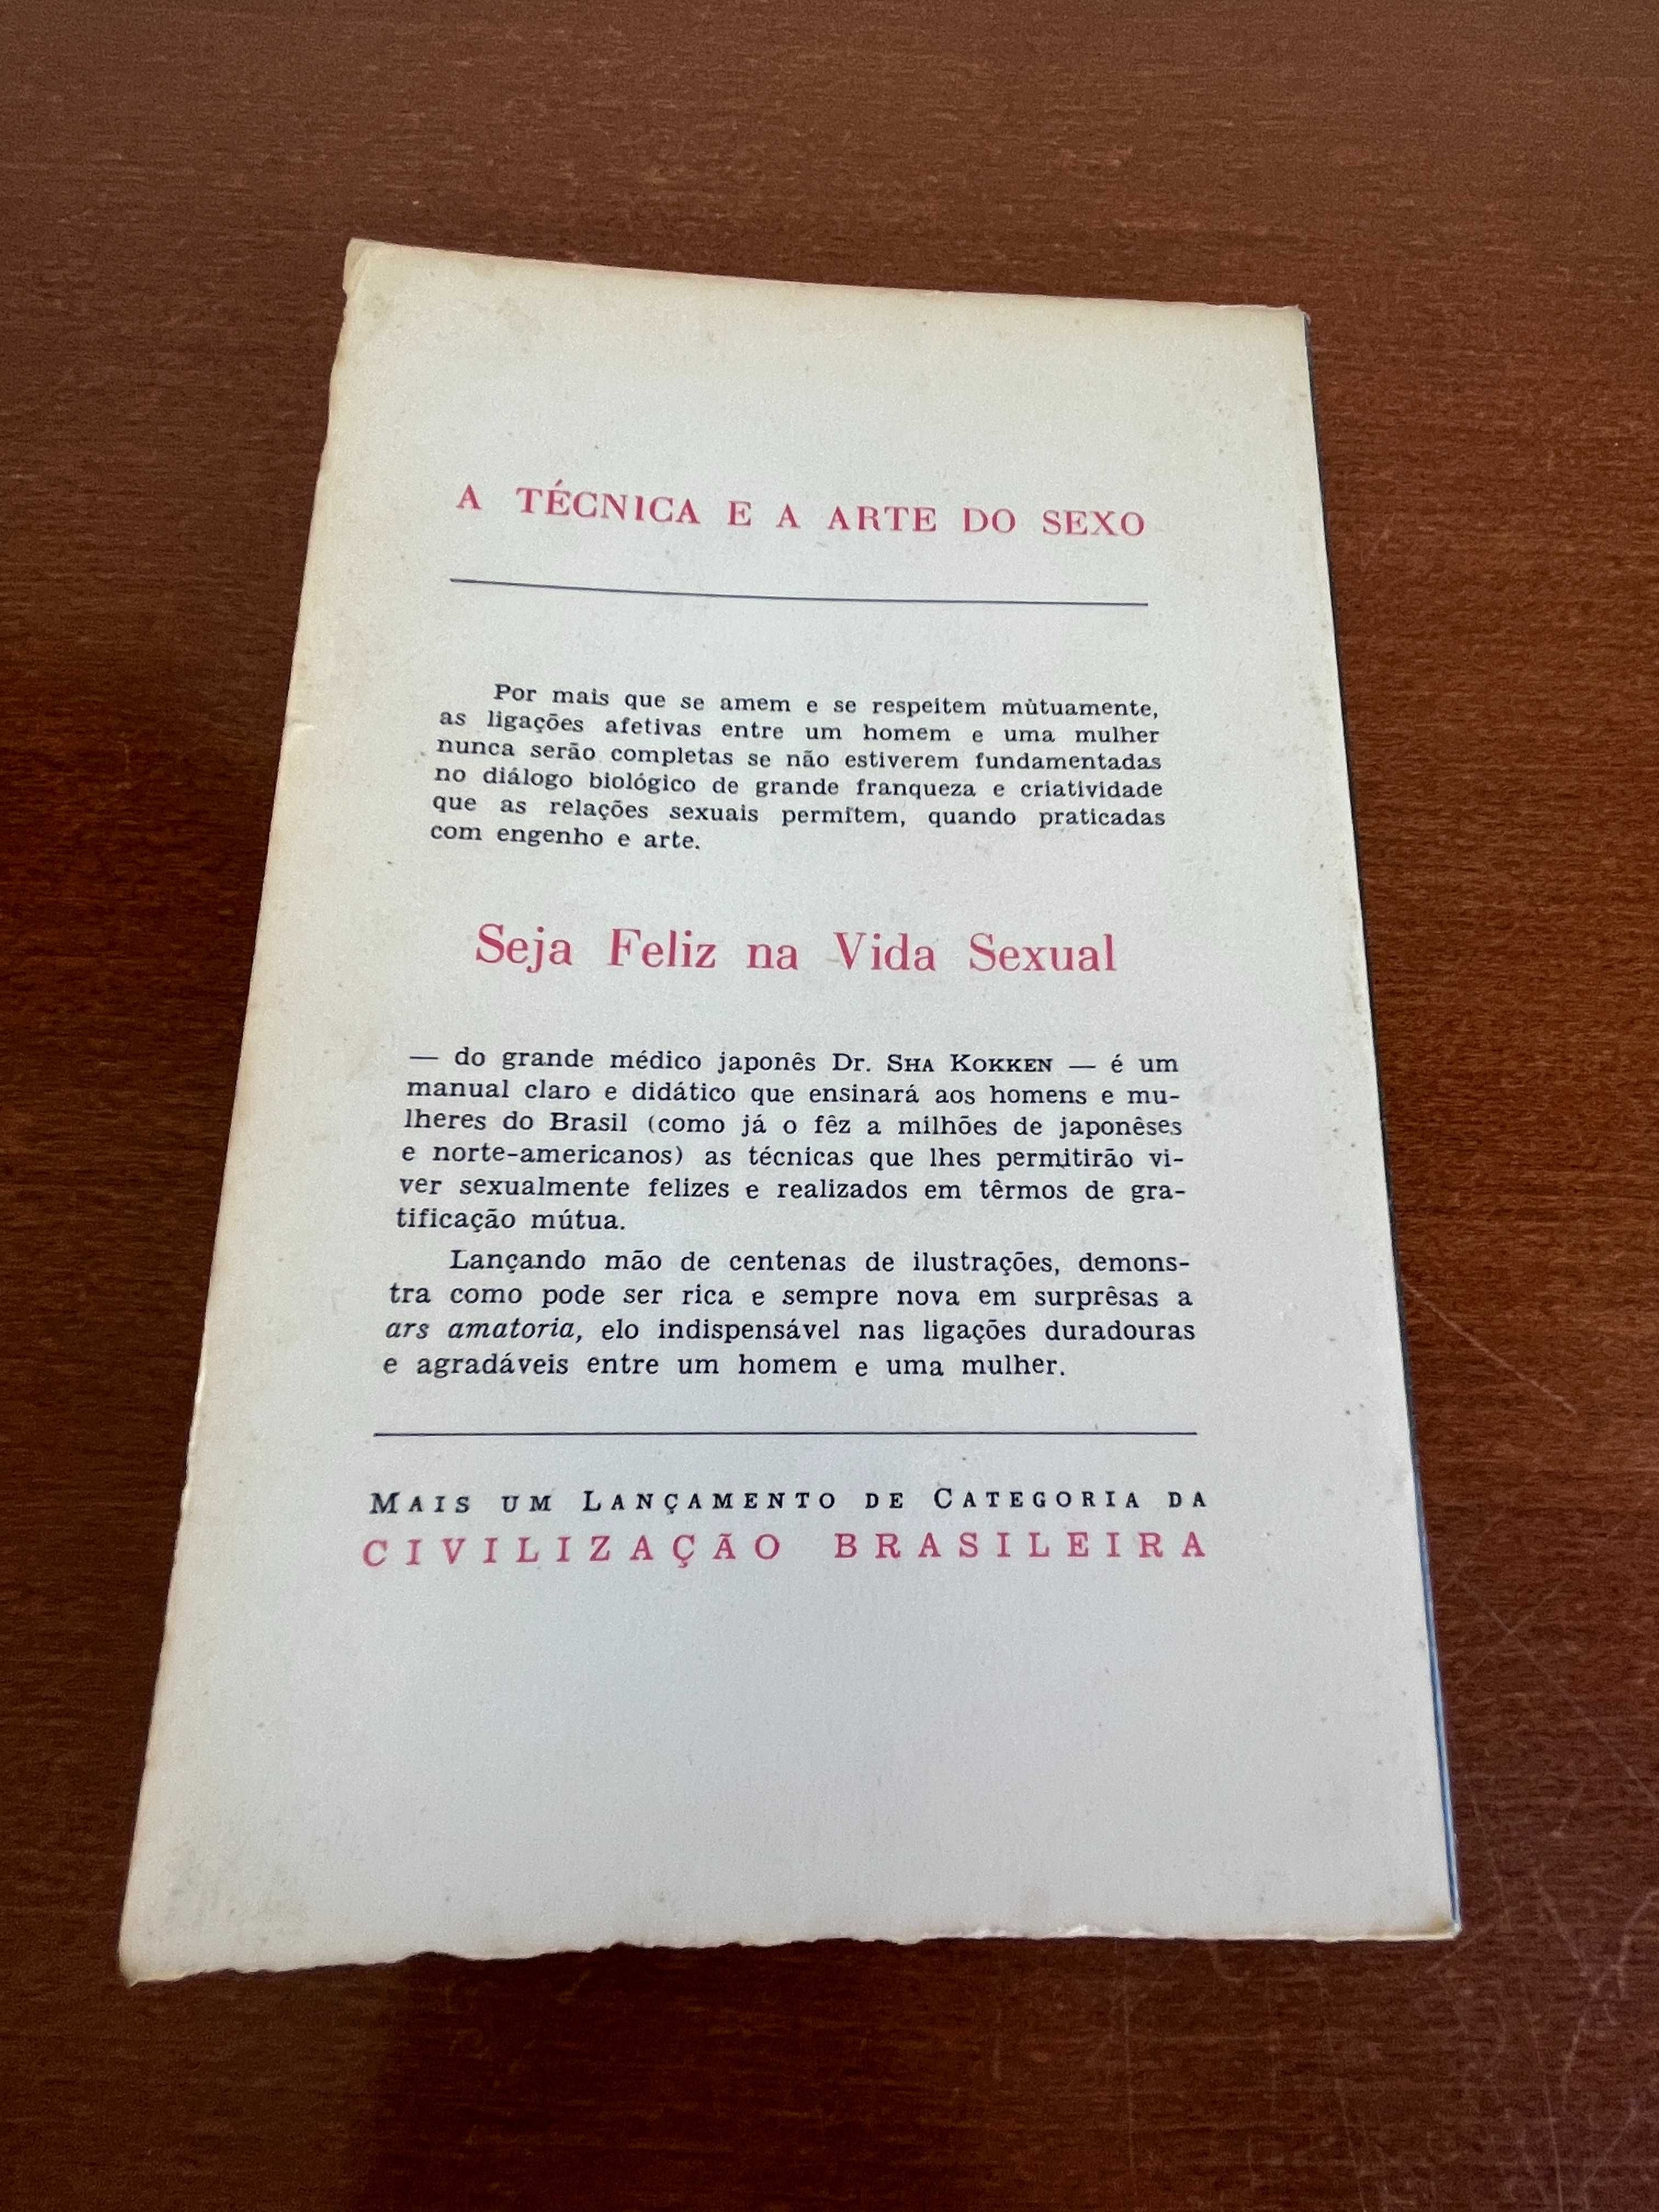 A TÉCNICA E A ARTE DO SEXO
Por mais que se amem e se respeitem mùtuamente,
as ligações afetivas entre um homem e uma mulher
nunca serão completas se não estiverem fundamentadas
no diálogo biológico de grande franqueza e criatividade
que as relações sexuais permitem, quando praticadas
com engenho e arte.
Seja Feliz na Vida Sexual
— do grande médico japonês Dr. SHA KOKKEN — é um
manual claro e didático que ensinará aos homens e mu-
lheres do Brasil (como já o fêz a milhões de japonêses
e norte-americanos) as técnicas que lhes permitirão vi-
ver sexualmente felizes e realizados em têrmos de gra-
tificação mútua.
Lançando mão de centenas de ilustrações, demons-
tra como pode ser rica e sempre nova em surprêsas a
ars amatoria, elo indispensável nas ligações duradouras
e agradáveis entre um homem e uma mulher.
MAIS UM LANÇAMENTO DE CATEGORIA DA
CIVILIZAÇÃO BRASILEIRA